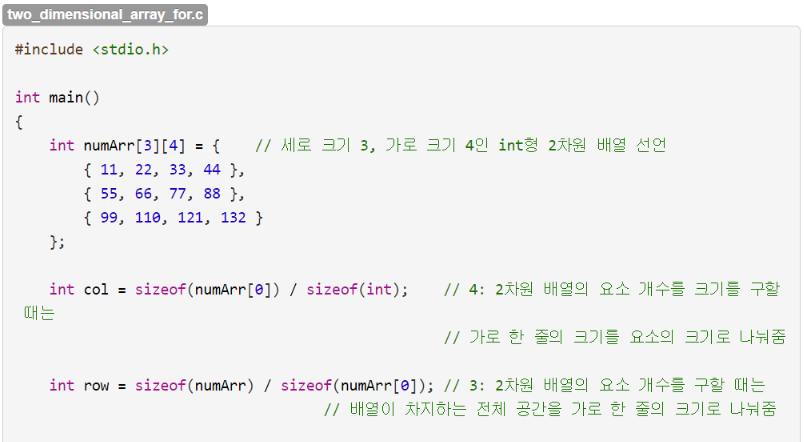 two_dimensional_array_for.c
#include <stdio.h>
int main()
{
    int numArr[3][4] = {    // 세로 크기 3, 가로 크기 4인 int형 2차원 배열 선언
        { 11, 22, 33, 44 },
        { 55, 66, 77, 88 },
        { 99, 110, 121, 132 }
    };
    int col = sizeof(numArr[0]) / sizeof(int);    // 4: 2차원 배열의 요소 개수를 크기를 구할
때는
// 가로 한 줄의 크기를 요소의 크기로 나눠줌
    int row = sizeof(numArr) / sizeof(numArr[0]); // 3: 2차원 배열의 요소 개수를 구할 때는
// 배열이 차지하는 전체 공간을 가로 한 줄의 크기로 나눠줌